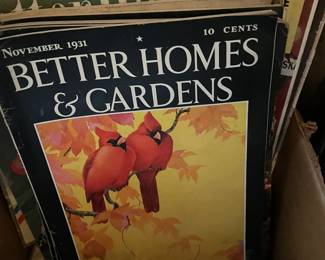 NOVEMBER 1931
10 CENTS
BETTER HOMES
& GARDENS